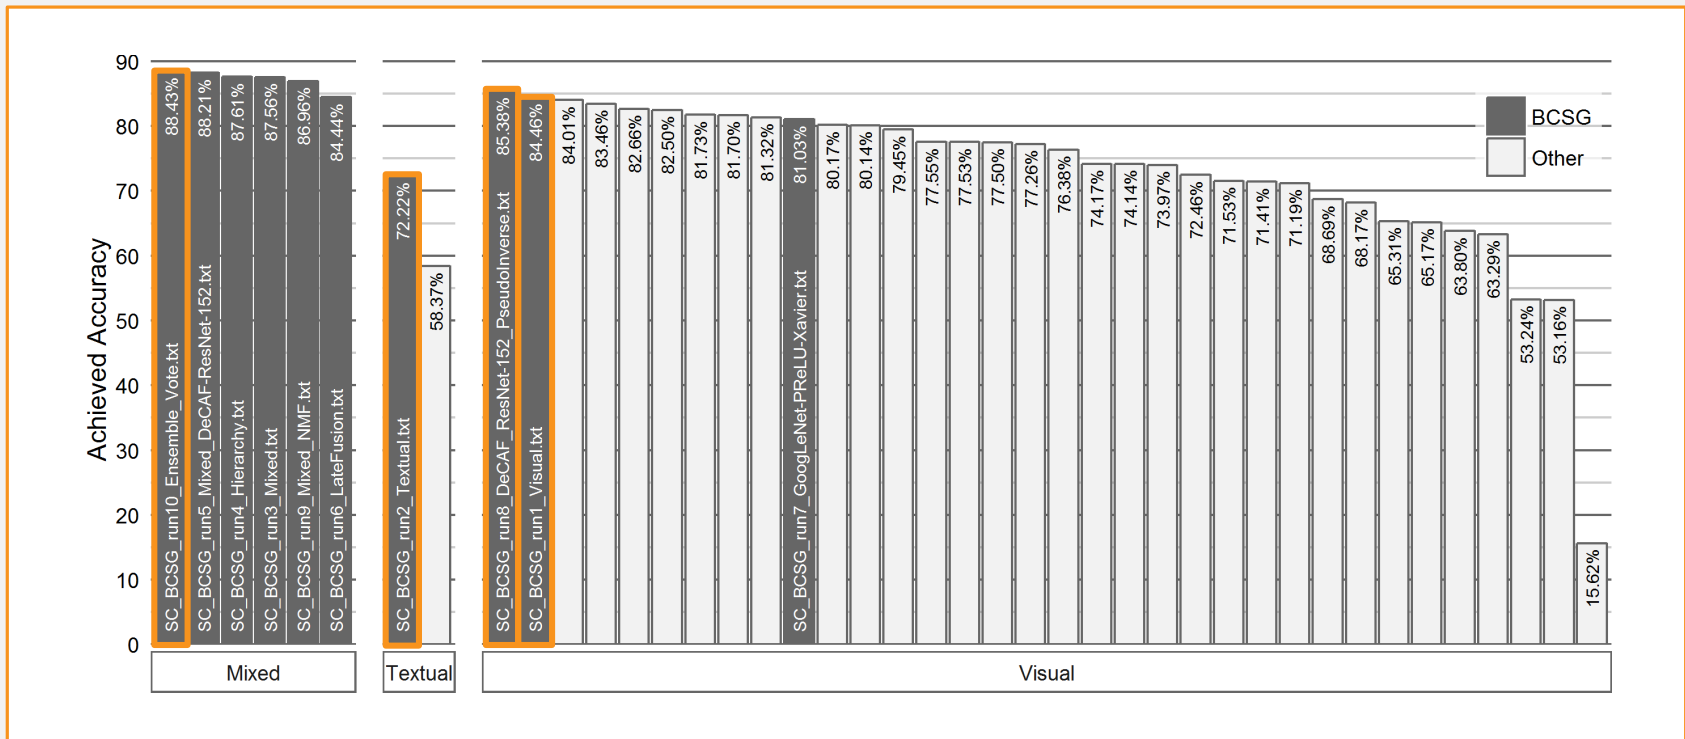 Achieved Accuracy
90
80
70
60
50
40
30
20
10
0
SC_BCSG_run10_Ensemble_Vote.txt 88.43%
SC_BCSG_run5_Mixed_DeCAF-ResNet-152.txt 88.21%
SC_BCSG_run4_Hierarchy.txt 87.61%
SC_BCSG_run3_Mixed.txt 87.56%
SC_BCSG_run9_Mixed_NMF.txt 86.96%
SC_BCSG_run6_LateFusion.txt 84.44%
Mixed
SC_BCSG_run2_Textual.txt 72.22%
58.37%
Textual
SC_BCSG_run8_DeCAF_ResNet-152_PseudoInverse.txt 85.38%
SC_BCSG_run1_Visual.txt 84.46%
84.01%
83.46%
82.66%
82.50%
81.73%
81.70%
81.32%
SC_BCSG_run7_GoogLeNet-PReLU-Xavier.txt 81.03%
80.17%
80.14%
79.45%
77.55%
77.53%
77.50%
77.26%
76.38%
74.17%
74.14%
73.97%
72.46%
71.53%
71.41%
71.19%
68.69%
68.17%
65.31%
65.17%
63.80%
63.29%
53.24%
53.16%
15.62%
Visual
BCSG
Other